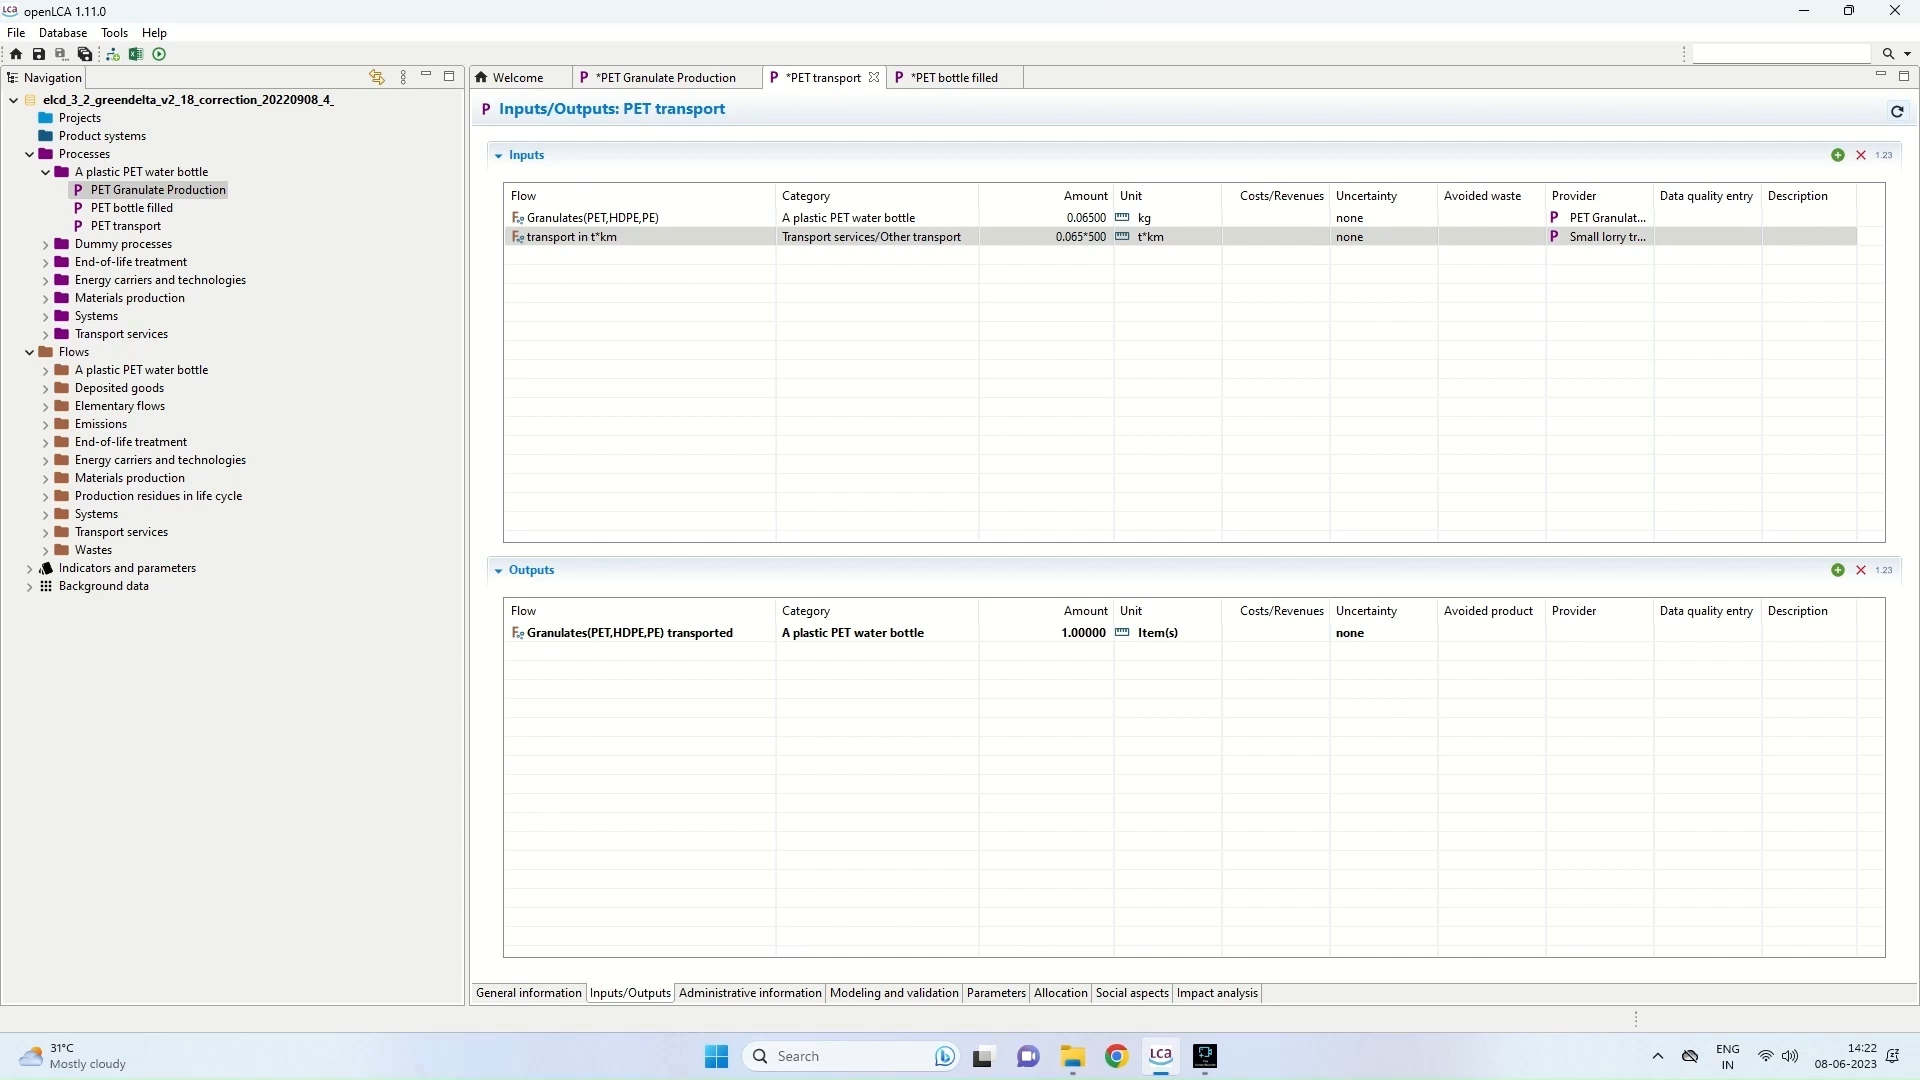 LCA openLCA 1.11.0
File Database Tools Help
Navigation
Welcome *PET Granulate Production *PET transport *PET bottle filled
elcd_3_2_greendelta_v2_18_correction_20220908_4_
Projects
Product systems
Processes
A plastic PET water bottle
PET Granulate Production
PET bottle filled
PET transport
Dummy processes
End-of-life treatment
Energy carriers and technologies
Materials production
Systems
Transport services
Flows
A plastic PET water bottle
Deposited goods
Elementary flows
Emissions
End-of-life treatment
Energy carriers and technologies
Materials production
Production residues in life cycle
Systems
Transport services
Wastes
Indicators and parameters
Background data
P Inputs/Outputs: PET transport
Inputs 1.23
Flow Category Amount Unit Costs/Revenues Uncertainty Avoided waste Provider Data quality entry Description
Granulates(PET,HDPE,PE) A plastic PET water bottle 0.06500 kg none P PET Granulat...
transport in t*km Transport services/Other transport 0.065*500 t*km none P Small lorry tr...
Outputs 1.23
Flow Category Amount Unit Costs/Revenues Uncertainty Avoided product Provider Data quality entry Description
Granulates(PET,HDPE,PE) transported A plastic PET water bottle 1.00000 Item(s) none
General information Inputs/Outputs Administrative information Modeling and validation Parameters Allocation Social aspects Impact analysis
31°C
Mostly cloudy
Search
LCA
ENG
IN
14:22
08-06-2023